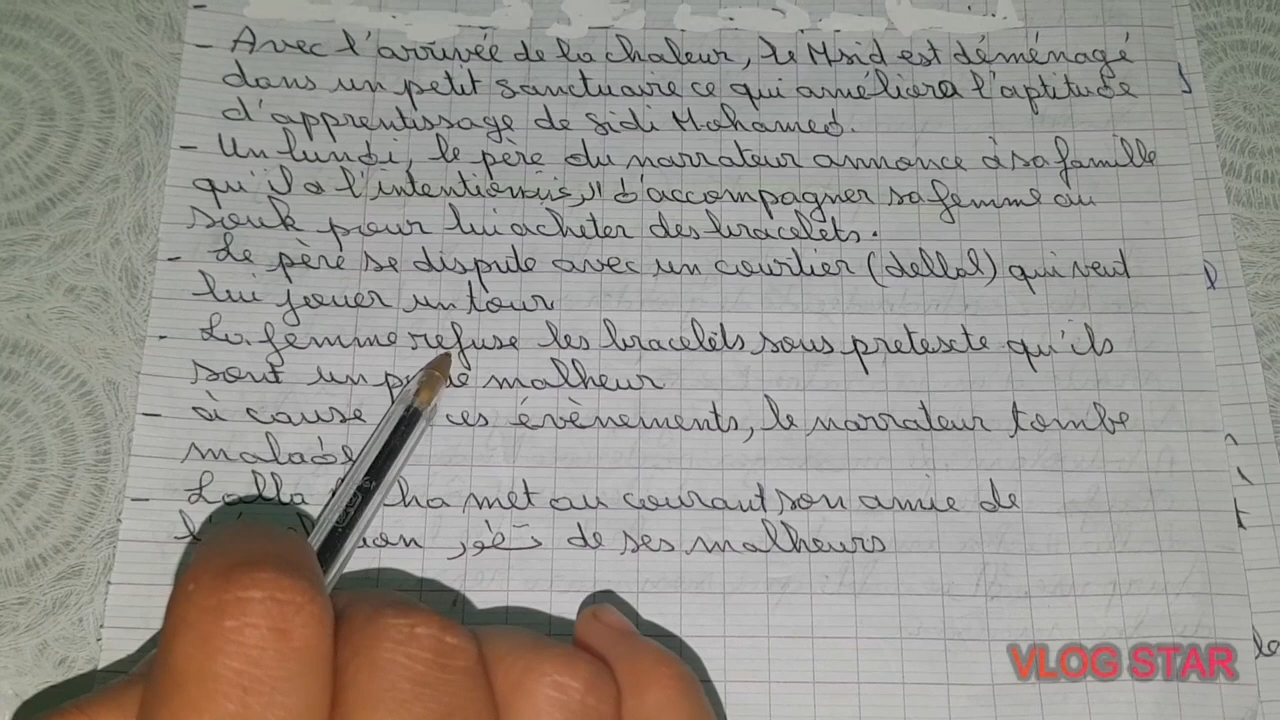 - Avec l'arrivée de la chaleur, le Msid est déménagé
dans un petit sanctuaire ce qui améliora l'aptitude
d'apprentissage de Sidi Mohamed.
- Un lundi, le père du narrateur annonce à sa famille
qu'il a l'intention d'accompagner sa femme au
souk pour lui acheter des bracelets.
- Le père se dispute avec un courtier (dellal) qui veut
lui jouer un tour
- La femme refuse les bracelets sous pretexte qu'ils
sont un malheur
- à cause ces évènements, le narrateur tombe
malade
- Lalla met au courant son amie de
de ses malheurs
VLOG STAR